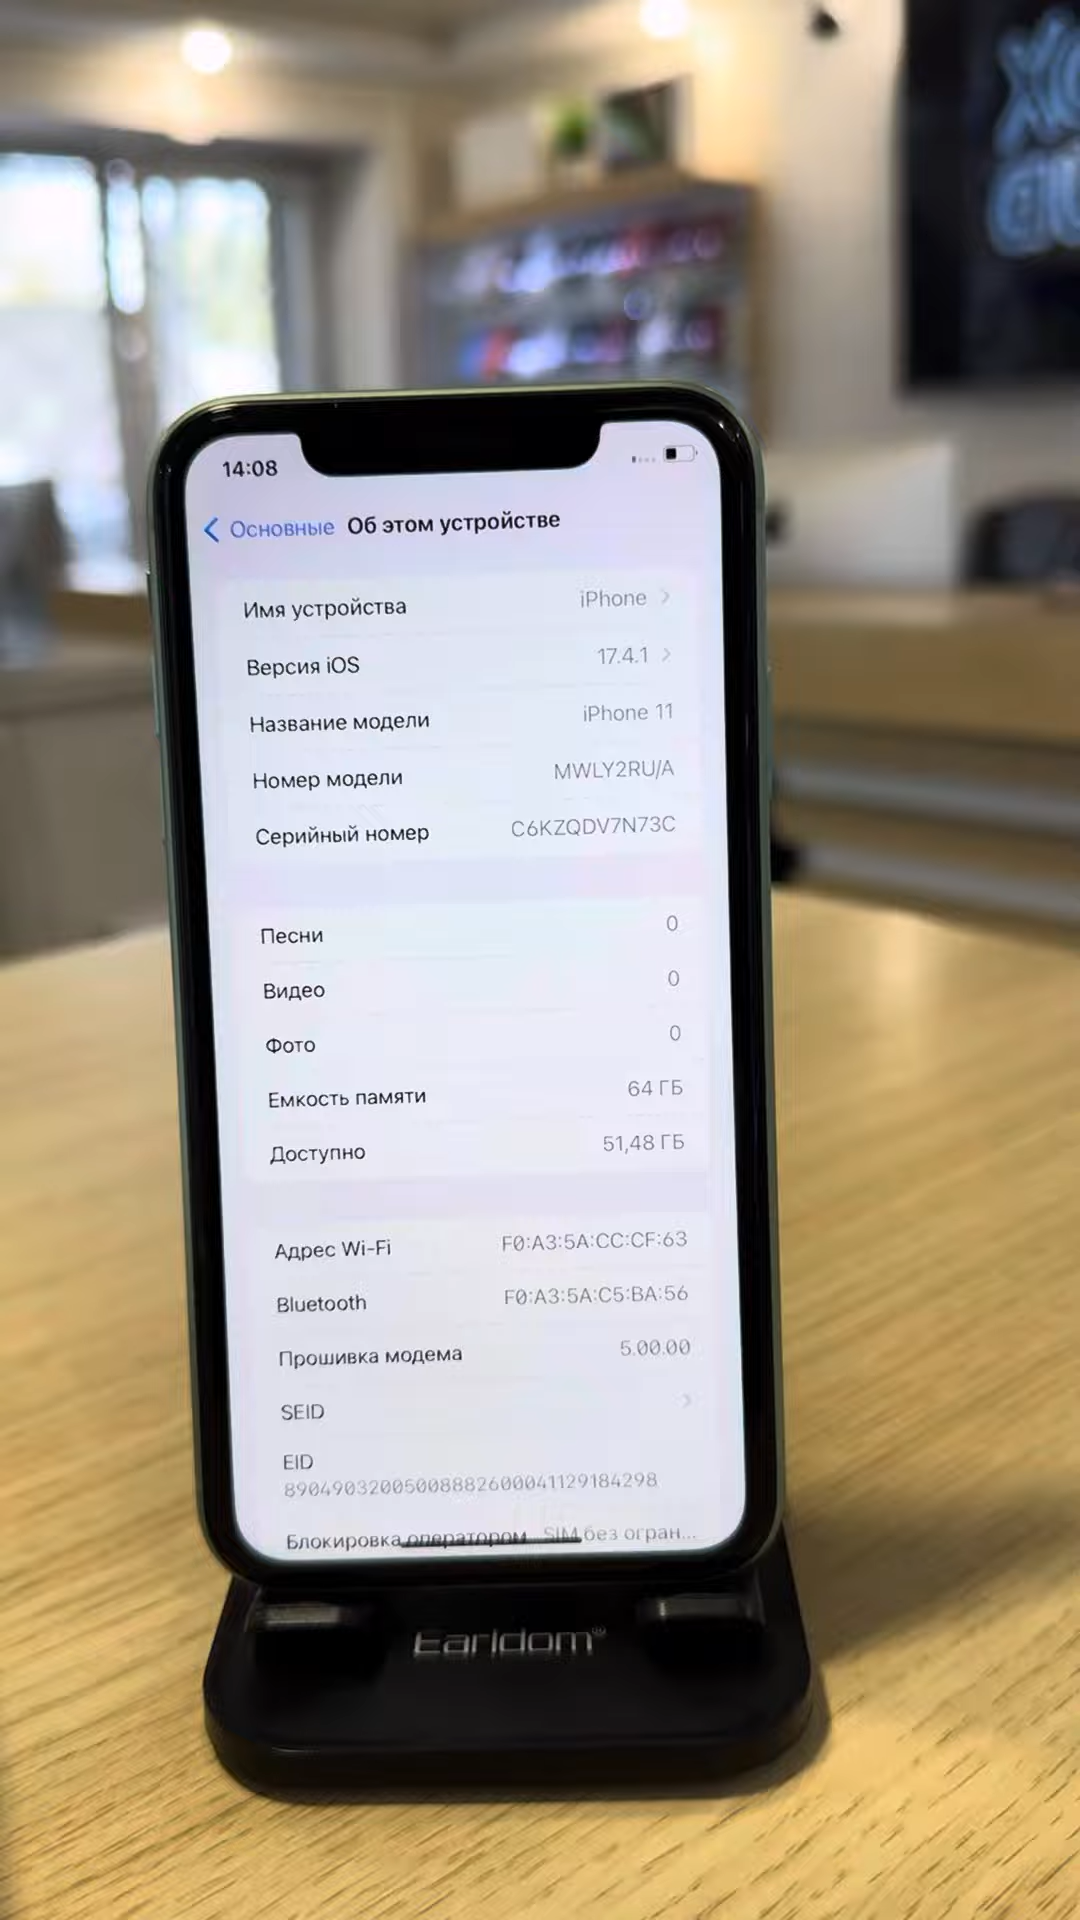 14:08
Основные Об этом устройстве
Имя устройства iPhone
Версия iOS 17.4.1
Название модели iPhone 11
Номер модели MWLY2RU/A
Серийный номер C6KZQDV7N73C
Песни 0
Видео 0
Фото 0
Емкость памяти 64 ГБ
Доступно 51,48 ГБ
Адрес Wi-Fi F0:A3:5A:CC:CF:63
Bluetooth F0:A3:5A:C5:BA:56
Прошивка модема 5.00.00
SEID
EID
89049032005008882600041129184298
Блокировка оператором SIM без огран...
Earldom®